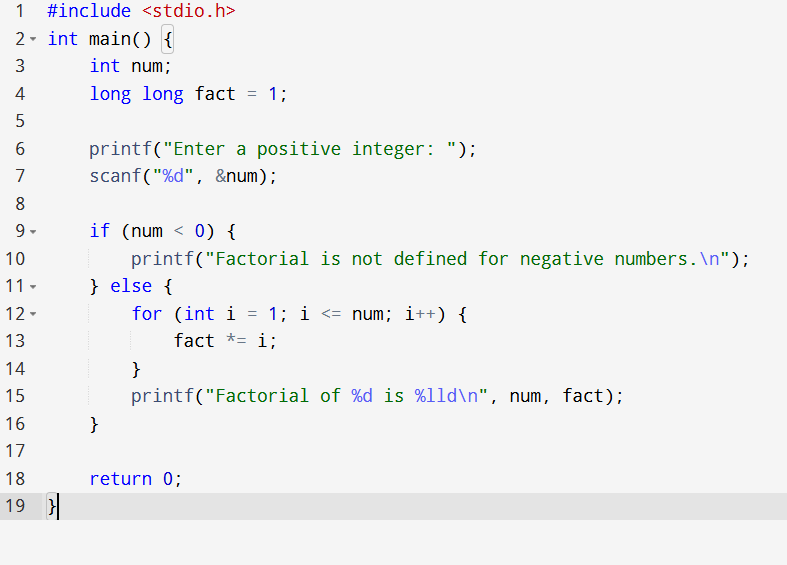 1 #include <stdio.h>
2 int main() {
3     int num;
4     long long fact = 1;
5
6     printf("Enter a positive integer: ");
7     scanf("%d", &num);
8
9     if (num < 0) {
10         printf("Factorial is not defined for negative numbers.\n");
11     } else {
12         for (int i = 1; i <= num; i++) {
13             fact *= i;
14         }
15         printf("Factorial of %d is %lld\n", num, fact);
16     }
17
18     return 0;
19 }